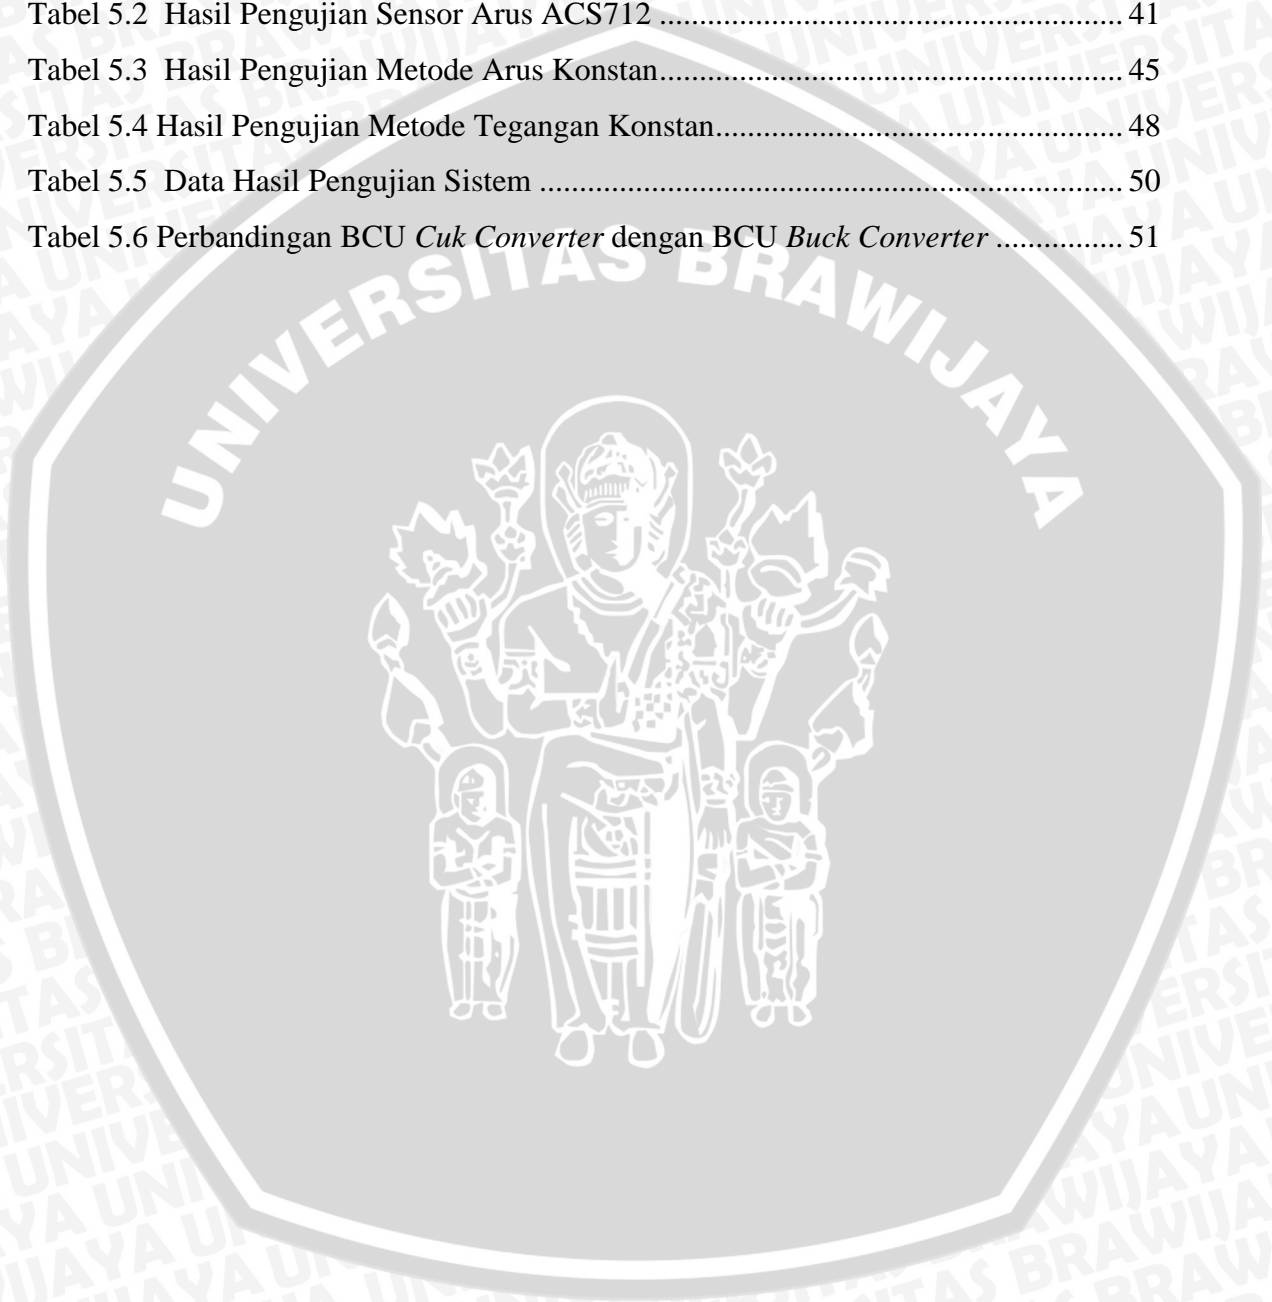 Tabel 5.2 Hasil Pengujian Sensor Arus ACS712 .......................................................... 41
Tabel 5.3 Hasil Pengujian Metode Arus Konstan.......................................................... 45
Tabel 5.4 Hasil Pengujian Metode Tegangan Konstan................................................... 48
Tabel 5.5 Data Hasil Pengujian Sistem ......................................................................... 50
Tabel 5.6 Perbandingan BCU Cuk Converter dengan BCU Buck Converter ................ 51
UNIVERSITAS BRAWIJAYA